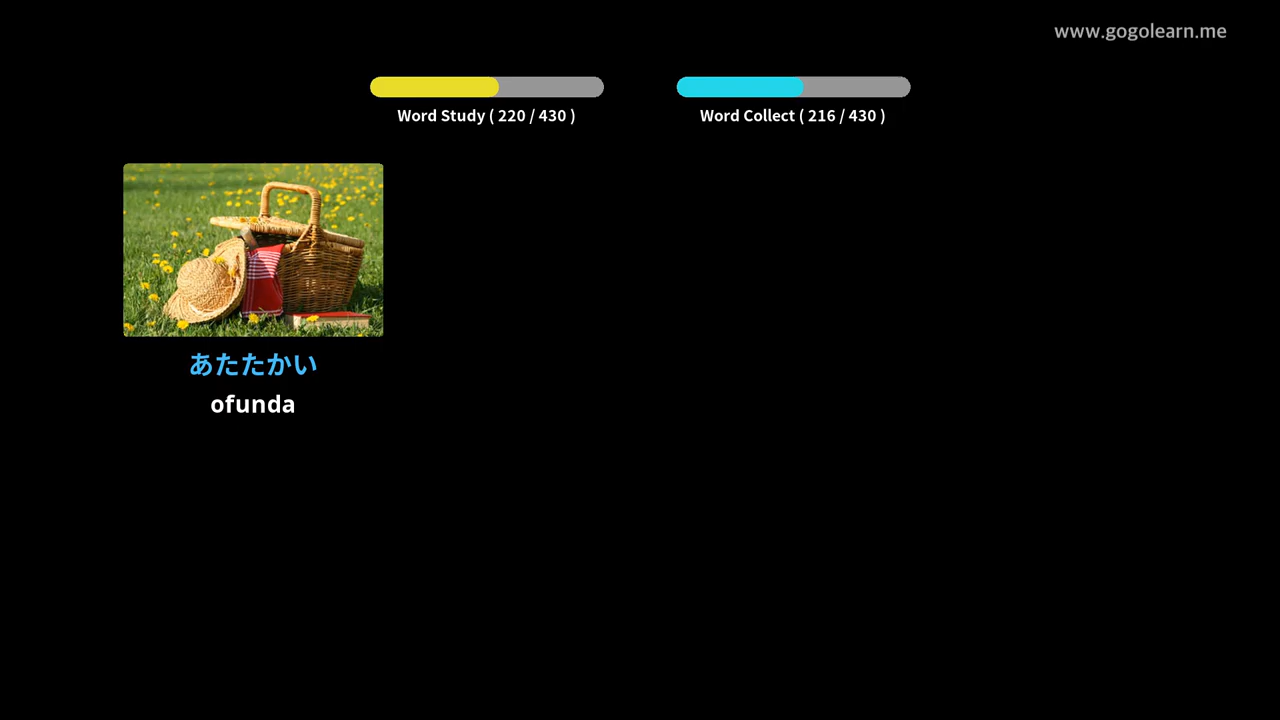 www.gogolearn.me
Word Study ( 220 / 430 )
Word Collect ( 216 / 430 )
あたたかい
ofunda